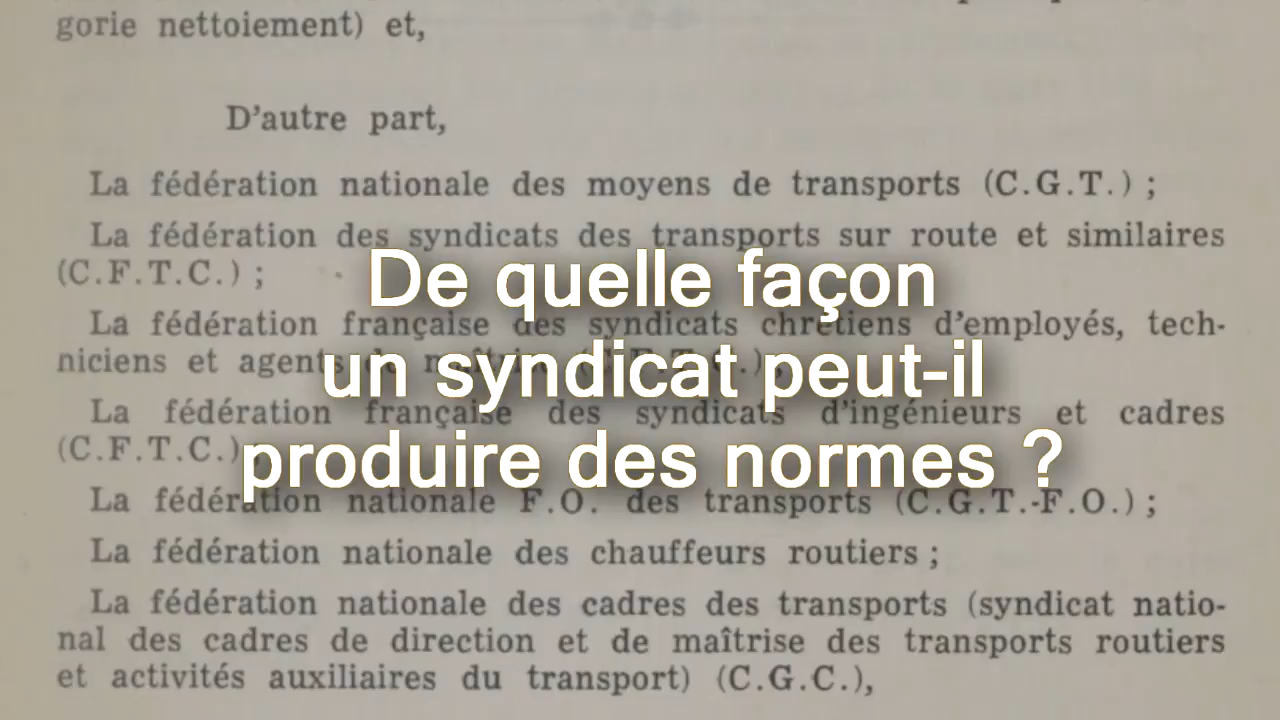 gorie nettoiement) et,
D'autre part,
La fédération nationale des moyens de transports (C.G.T.) ;
La fédération des syndicats des transports sur route et similaires
(C.F.T.C.) ;
De quelle façon
La fédération française des syndicats chrétiens d'employés, tech-
niciens et agents de maîtrise (C.F.T.C.) ;
un syndicat peut-il
La fédération française des syndicats d'ingénieurs et cadres
(C.F.T.C.) ;
produire des normes ?
La fédération nationale F.O. des transports (C.G.T.-F.O.) ;
La fédération nationale des chauffeurs routiers ;
La fédération nationale des cadres des transports (syndicat natio-
nal des cadres de direction et de maîtrise des transports routiers
et activités auxiliaires du transport) (C.G.C.),